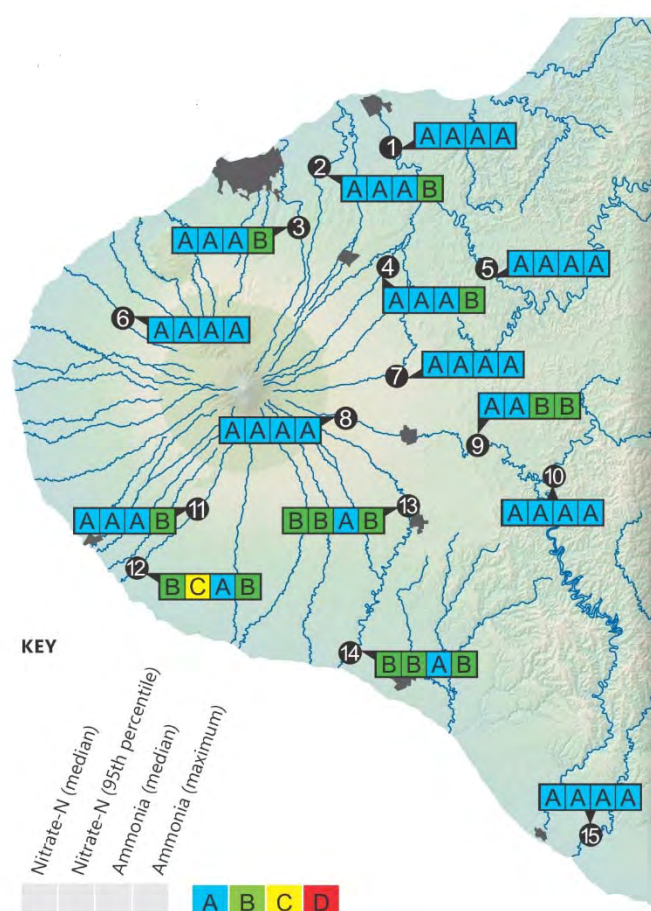 1 A A A A
2 A A A B
3 A A A B
4 A A A B
5 A A A A
6 A A A A
7 A A A A
8 A A A A
9 A A B B
10 A A A A
11 A A A B
13 B B A B
12 B C A B
14 B B A B
15 A A A A
KEY
Nitrate-N (median)
Nitrate-N (95th percentile)
Ammonia (median)
Ammonia (maximum)
A B C D